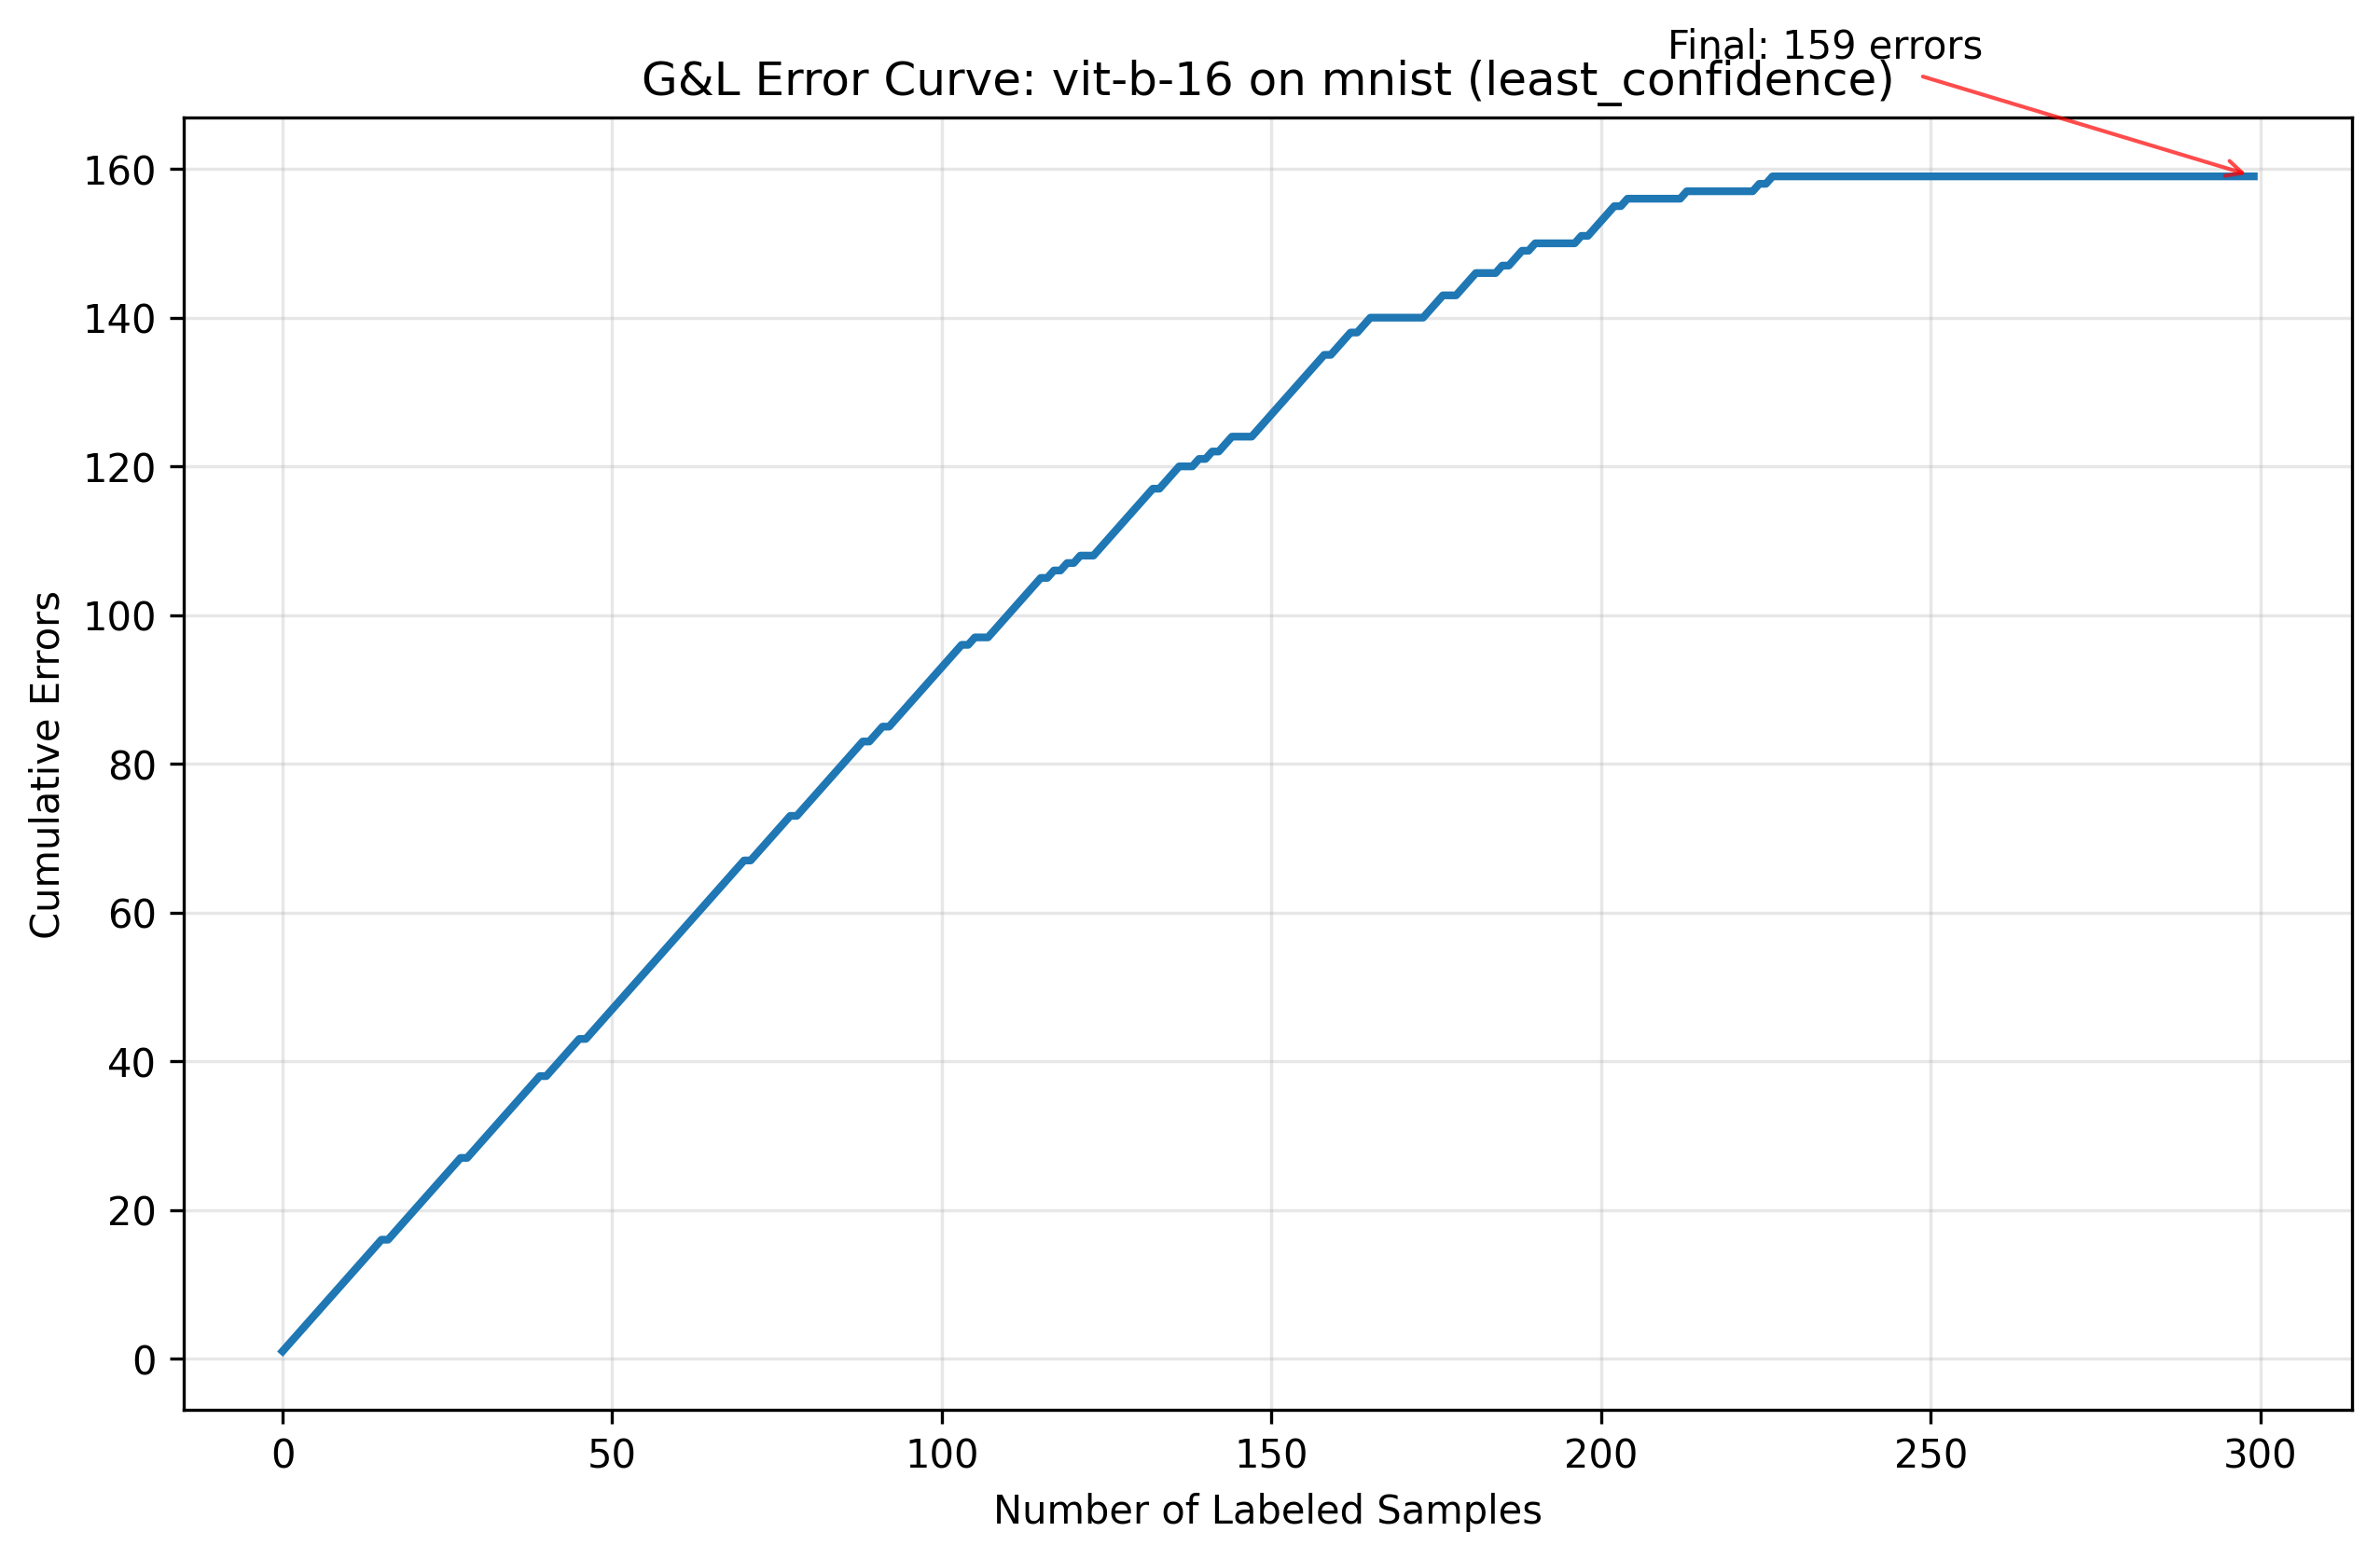 Final: 159 errors
G&L Error Curve: vit-b-16 on mnist (least_confidence)
160
140
120
100
80
60
40
20
0
Cumulative Errors
0 50 100 150 200 250 300
Number of Labeled Samples